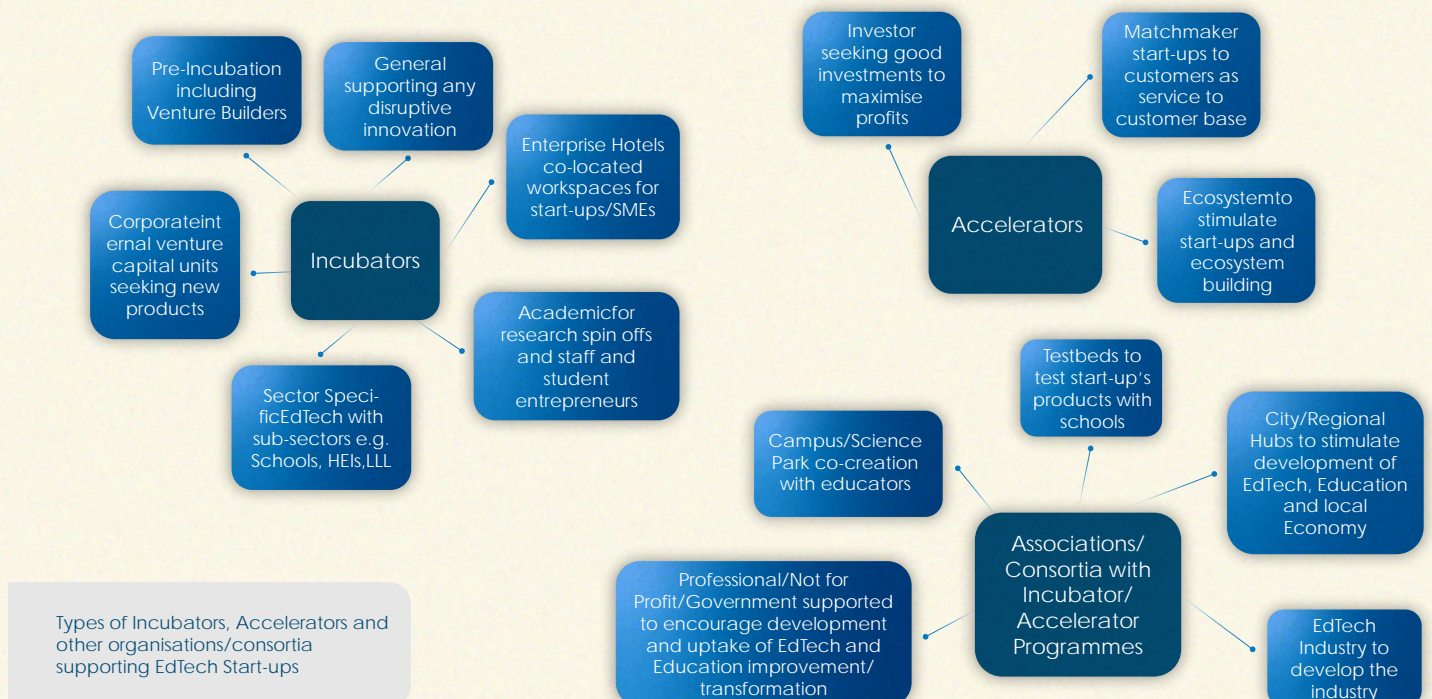 Pre-Incubation
including
Venture Builders
General
supporting any
disruptive
innovation
Enterprise Hotels
co-located
workspaces for
start-ups/SMEs
Corporateint
ernal venture
capital units
seeking new
products
Incubators
Academicfor
research spin offs
and staff and
student
entrepreneurs
Sector Speci-
ficEdTech with
sub-sectors e.g.
Schools, HEIs,LLL
Investor
seeking good
investments to
maximise
profits
Matchmaker
start-ups to
customers as
service to
customer base
Accelerators
Ecosystemto
stimulate
start-ups and
ecosystem
building
Testbeds to
test start-up’s
products with
schools
Campus/Science
Park co-creation
with educators
City/Regional
Hubs to stimulate
development of
EdTech, Education
and local
Economy
Associations/
Consortia with
Incubator/
Accelerator
Programmes
Professional/Not for
Profit/Government supported
to encourage development
and uptake of EdTech and
Education improvement/
transformation
EdTech
Industry to
develop the
industry
Types of Incubators, Accelerators and
other organisations/consortia
supporting EdTech Start-ups